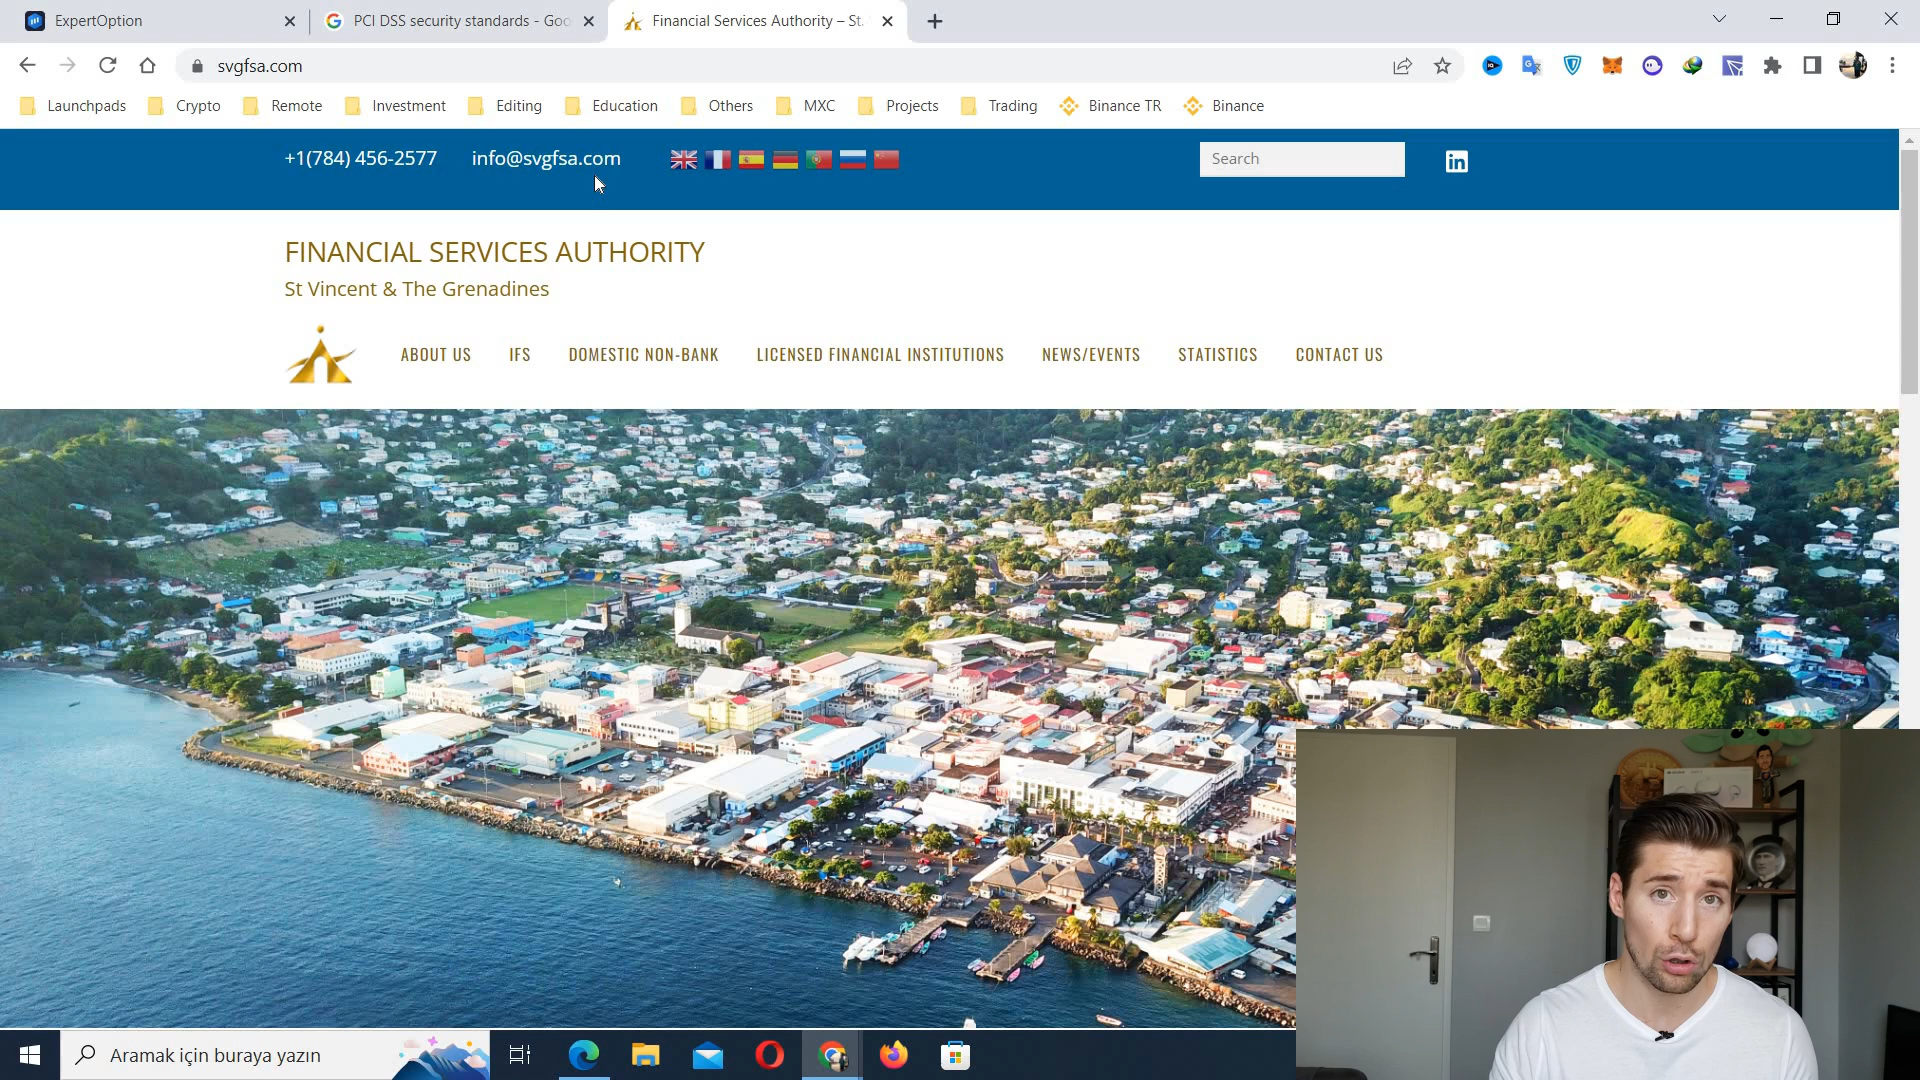 ExpertOption
PCI DSS security standards - Goo
Financial Services Authority – St.
svgfsa.com
Launchpads
Crypto
Remote
Investment
Editing
Education
Others
MXC
Projects
Trading
Binance TR
Binance
+1(784) 456-2577
info@svgfsa.com
Search
FINANCIAL SERVICES AUTHORITY
St Vincent & The Grenadines
ABOUT US
IFS
DOMESTIC NON-BANK
LICENSED FINANCIAL INSTITUTIONS
NEWS/EVENTS
STATISTICS
CONTACT US
Aramak için buraya yazın